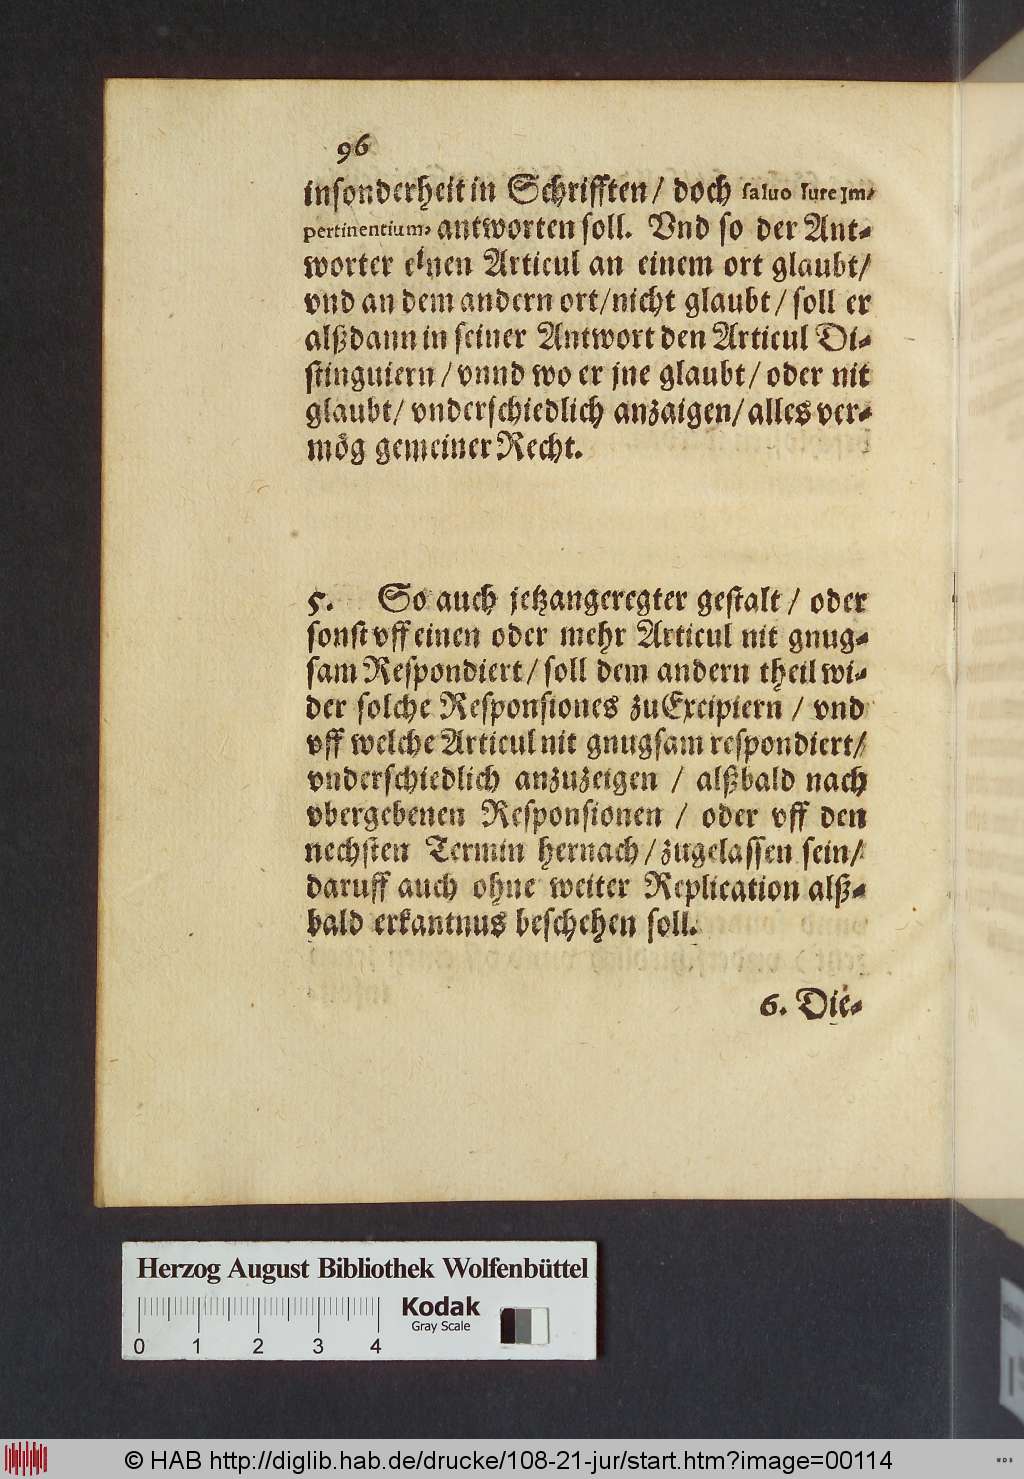 96
insonderheit in Schrifften / doch saluo Iure Im-
pertinentium, antworten soll. Vnd so der Ant-
worter einen Articul an einem ort glaubt /
vnd an dem andern ort / nicht glaubt / soll er
alßdann in seiner Antwort den Articul Di-
stinguiern / vnnd wo er jne glaubt / oder nit
glaubt / vnderschiedlich anzaigen / alles ver-
mög gemeiner Recht.
5. So auch jetzangeregter gestalt / oder
sonst vff einen oder mehr Articul nit gnug-
sam Respondiert / soll dem andern theil wi-
der solche Responsiones zu Excipiern / vnd
vff welche Articul nit gnugsam respondiert /
vnderschiedlich anzuzeigen / alßbald nach
vbergebenen Responsionen / oder vff den
nechsten Termin hernach / zugelassen sein /
daruff auch ohne weiter Replication alß-
bald erkantnus beschehen soll.
6. Die-
Herzog August Bibliothek Wolfenbüttel
Kodak
Gray Scale
0 1 2 3 4
© HAB http://diglib.hab.de/drucke/108-21-jur/start.htm?image=00114